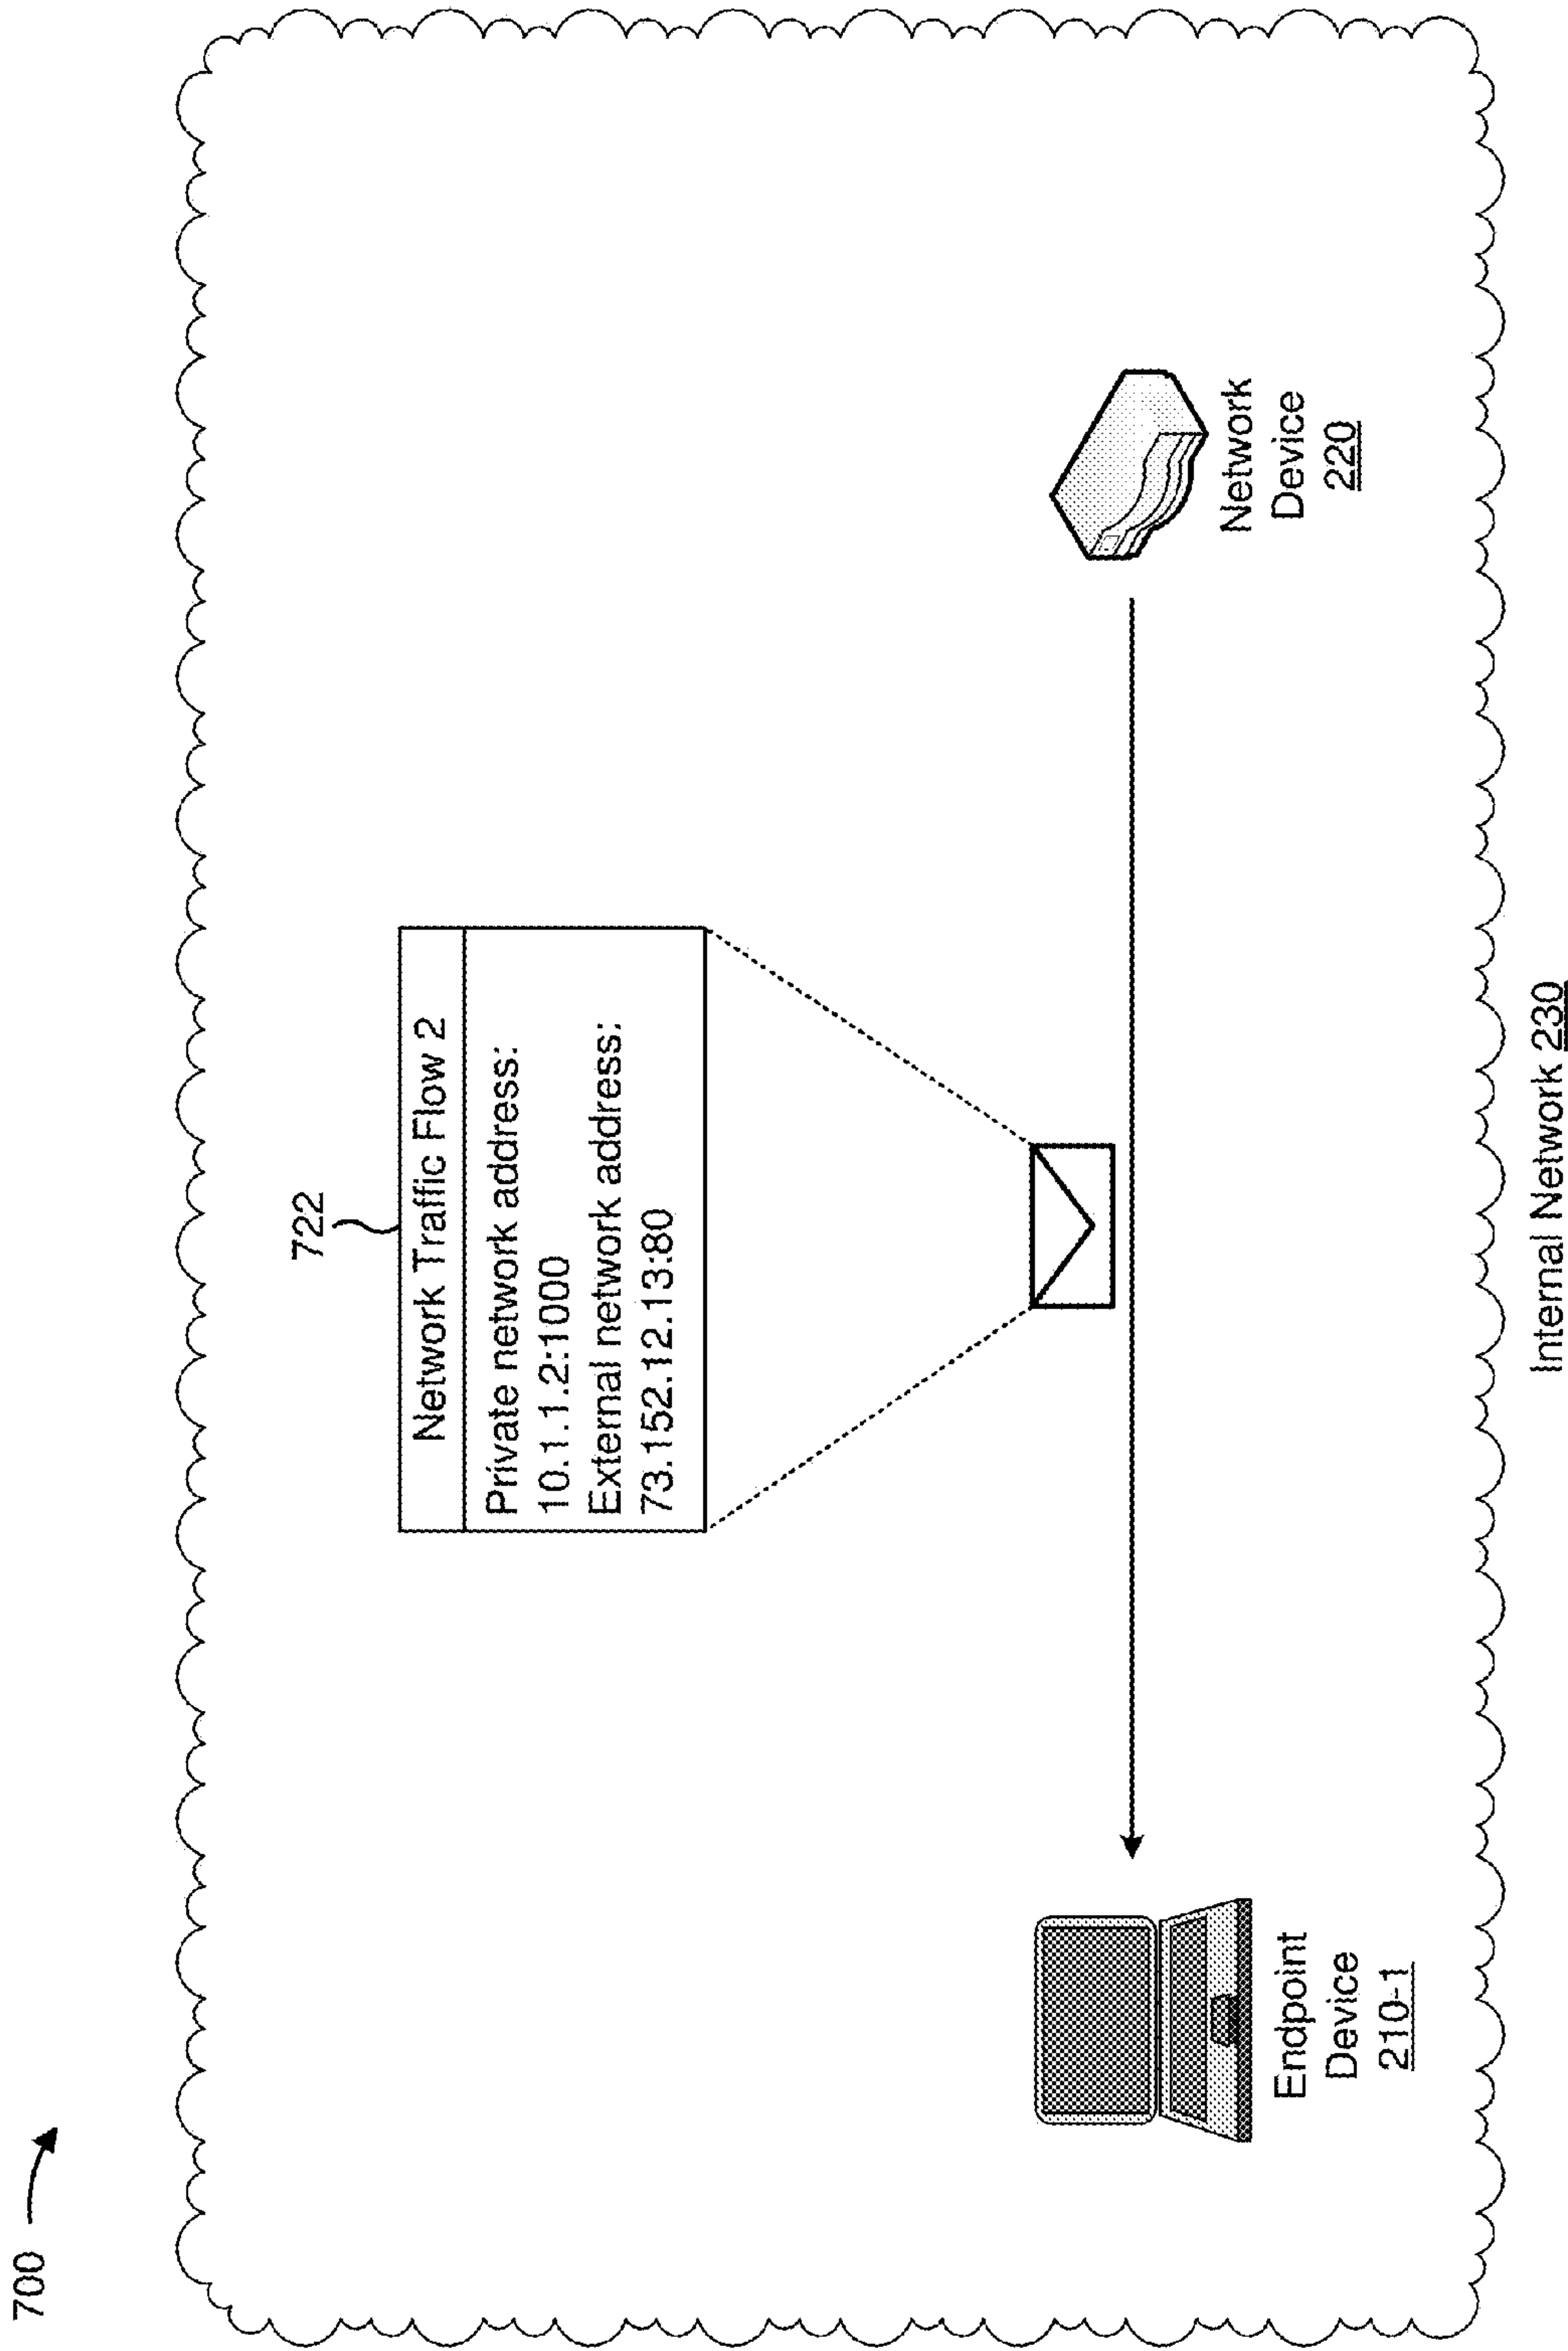 700
722
Network Traffic Flow 2
Private network address:
10.1.1.2:1000
External network address:
73.152.12.13:80
Endpoint
Device
210-1
Network
Device
220
Internal Network 230